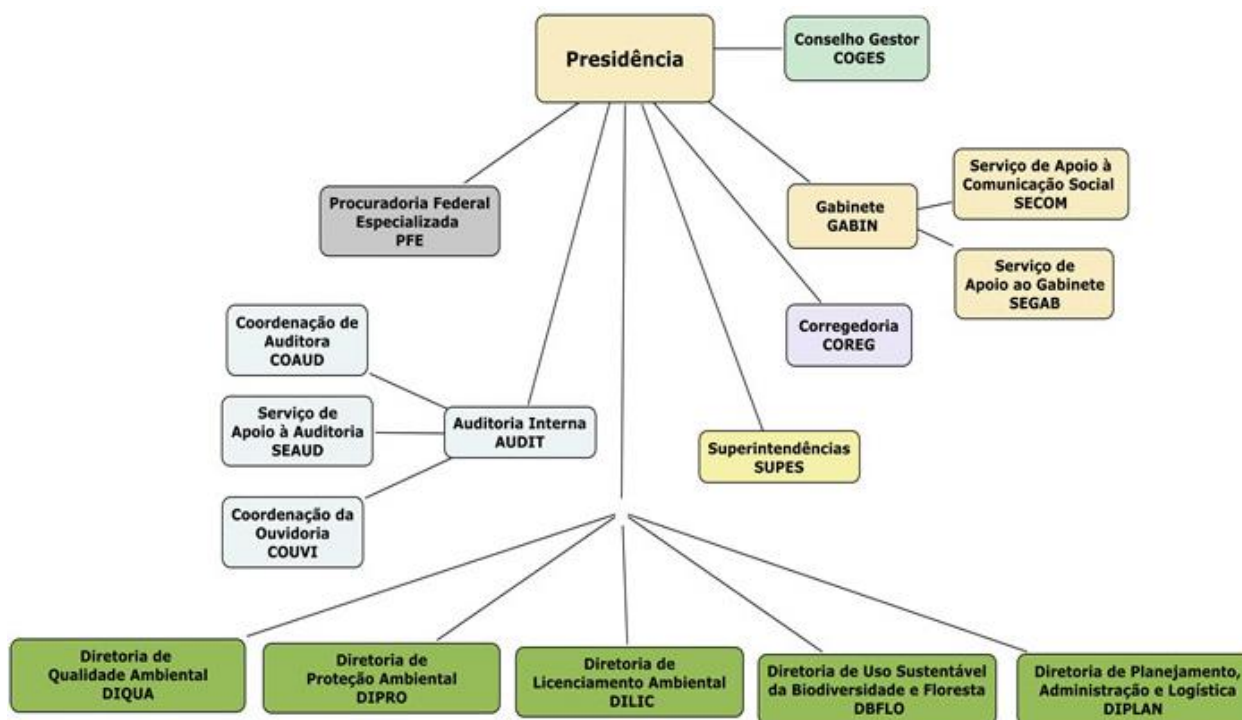 Presidência
Conselho Gestor
COGES
Procuradoria Federal
Especializada
PFE
Gabinete
GABIN
Serviço de Apoio à
Comunicação Social
SECOM
Serviço de
Apoio ao Gabinete
SEGAB
Corregedoria
COREG
Coordenação de
Auditora
COAUD
Serviço de
Apoio à Auditoria
SEAUD
Coordenação da
Ouvidoria
COUVI
Auditoria Interna
AUDIT
Superintendências
SUPES
Diretoria de
Qualidade Ambiental
DIQUA
Diretoria de
Proteção Ambiental
DIPRO
Diretoria de
Licenciamento Ambiental
DILIC
Diretoria de Uso Sustentável
da Biodiversidade e Floresta
DBFLO
Diretoria de Planejamento,
Administração e Logística
DIPLAN